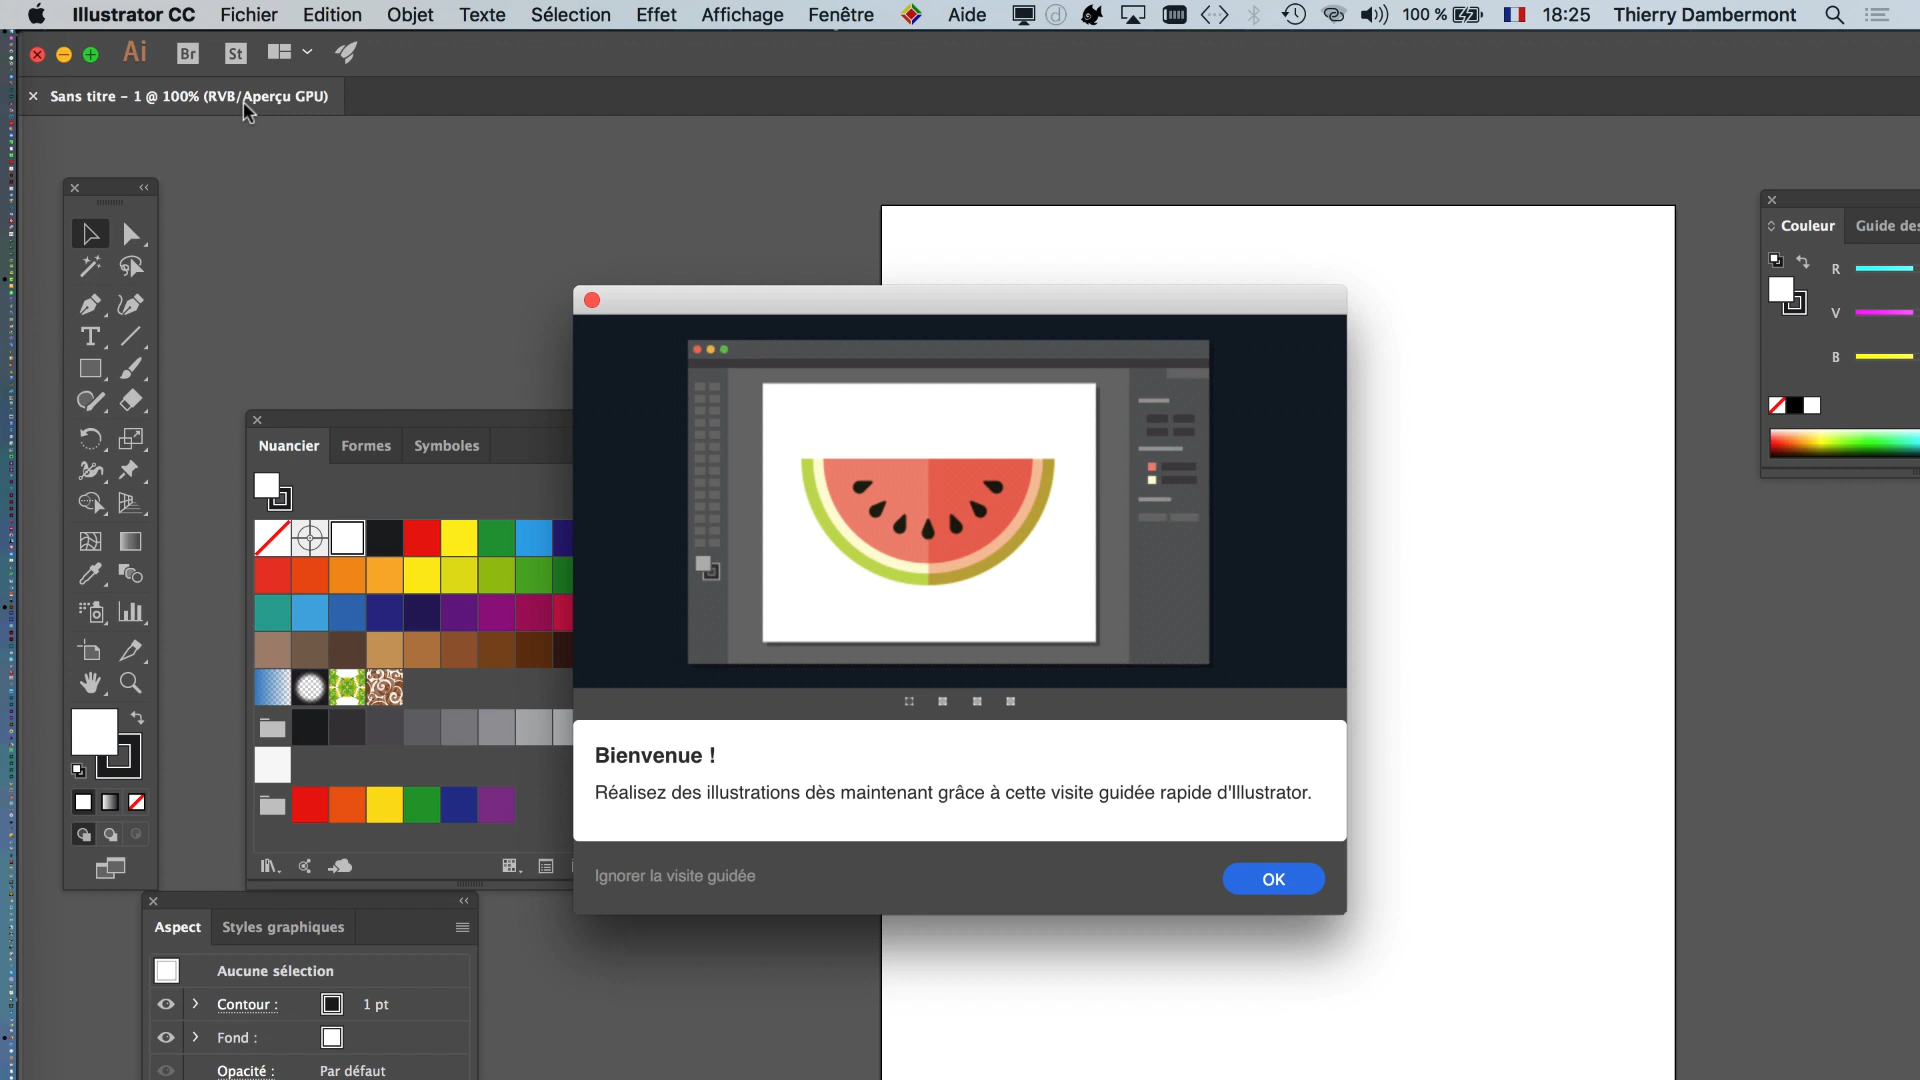 Illustrator CC Fichier Edition Objet Texte Sélection Effet Affichage Fenêtre Aide 100 % 18:25 Thierry Dambermont
Ai Br St
Sans titre - 1 @ 100% (RVB/Aperçu GPU)
Couleur Guide des
R
V
B
Nuancier Formes Symboles
Bienvenue !
Réalisez des illustrations dès maintenant grâce à cette visite guidée rapide d'Illustrator.
Ignorer la visite guidée
OK
Aspect Styles graphiques
Aucune sélection
Contour : 1 pt
Fond :
Opacité : Par défaut